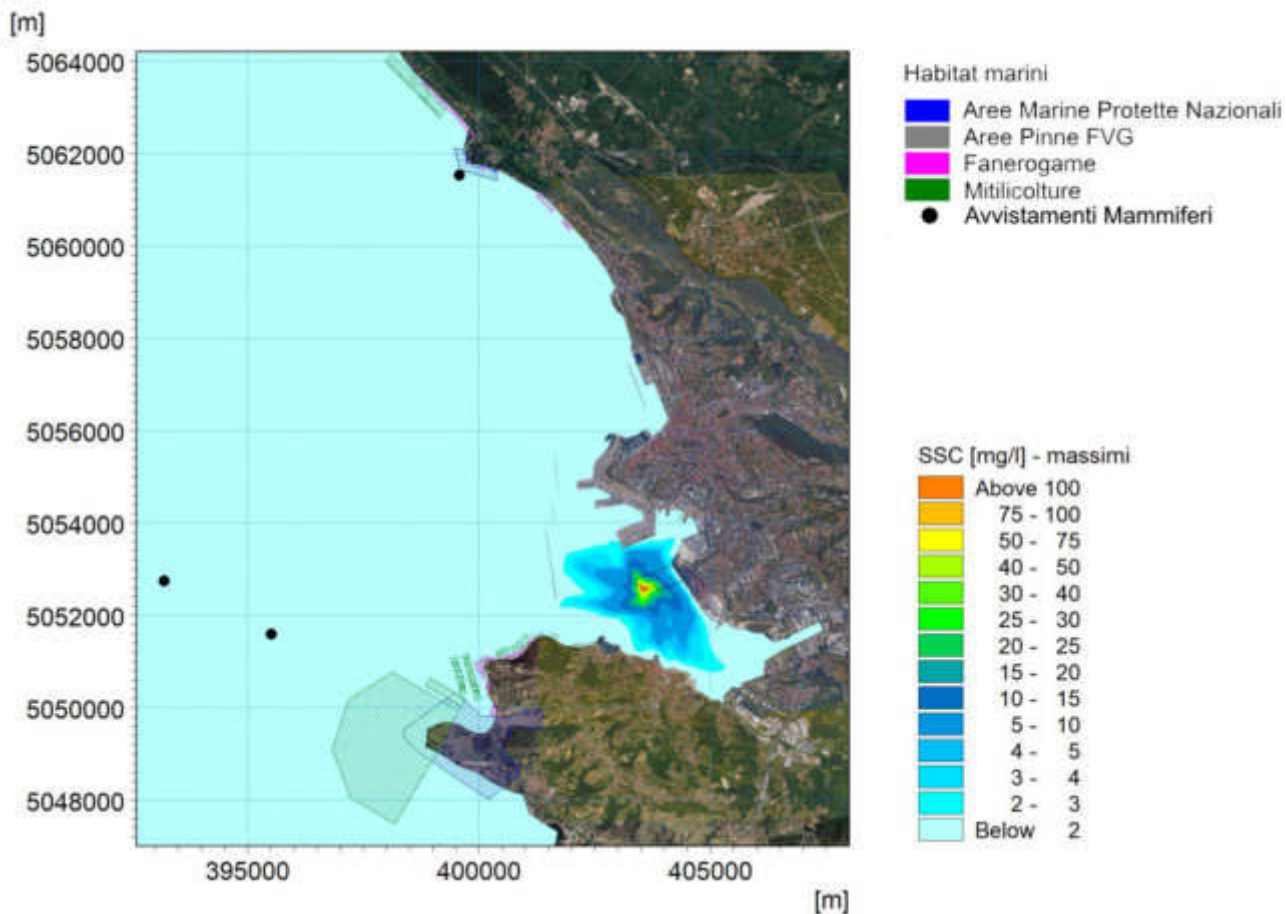 [m]
5064000
5062000
5060000
5058000
5056000
5054000
5052000
5050000
5048000
395000
400000
405000
[m]
Habitat marini
Aree Marine Protette Nazionali
Aree Pinne FVG
Fanerogame
Mitilicolture
Avvistamenti Mammiferi
SSC [mg/l] - massimi
Above 100
75 - 100
50 - 75
40 - 50
30 - 40
25 - 30
20 - 25
15 - 20
10 - 15
5 - 10
4 - 5
3 - 4
2 - 3
Below 2